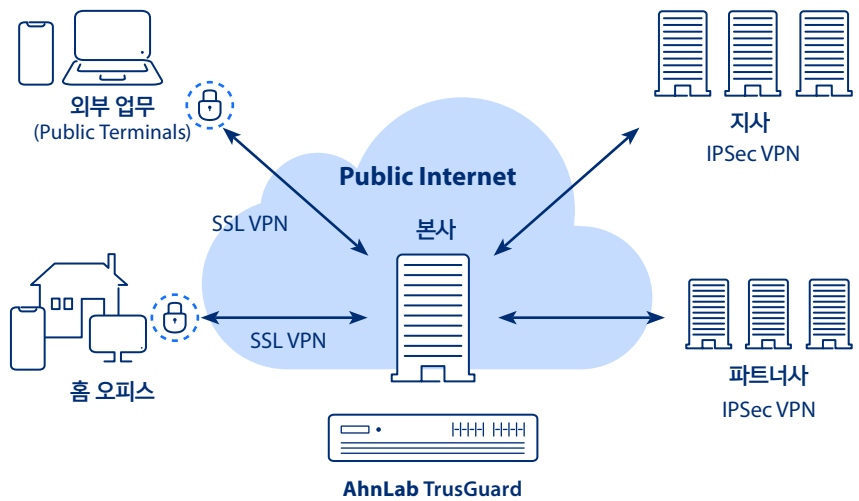 외부 업무
(Public Terminals)
지사
IPSec VPN
Public Internet
SSL VPN
본사
SSL VPN
홈 오피스
파트너사
IPSec VPN
AhnLab TrusGuard